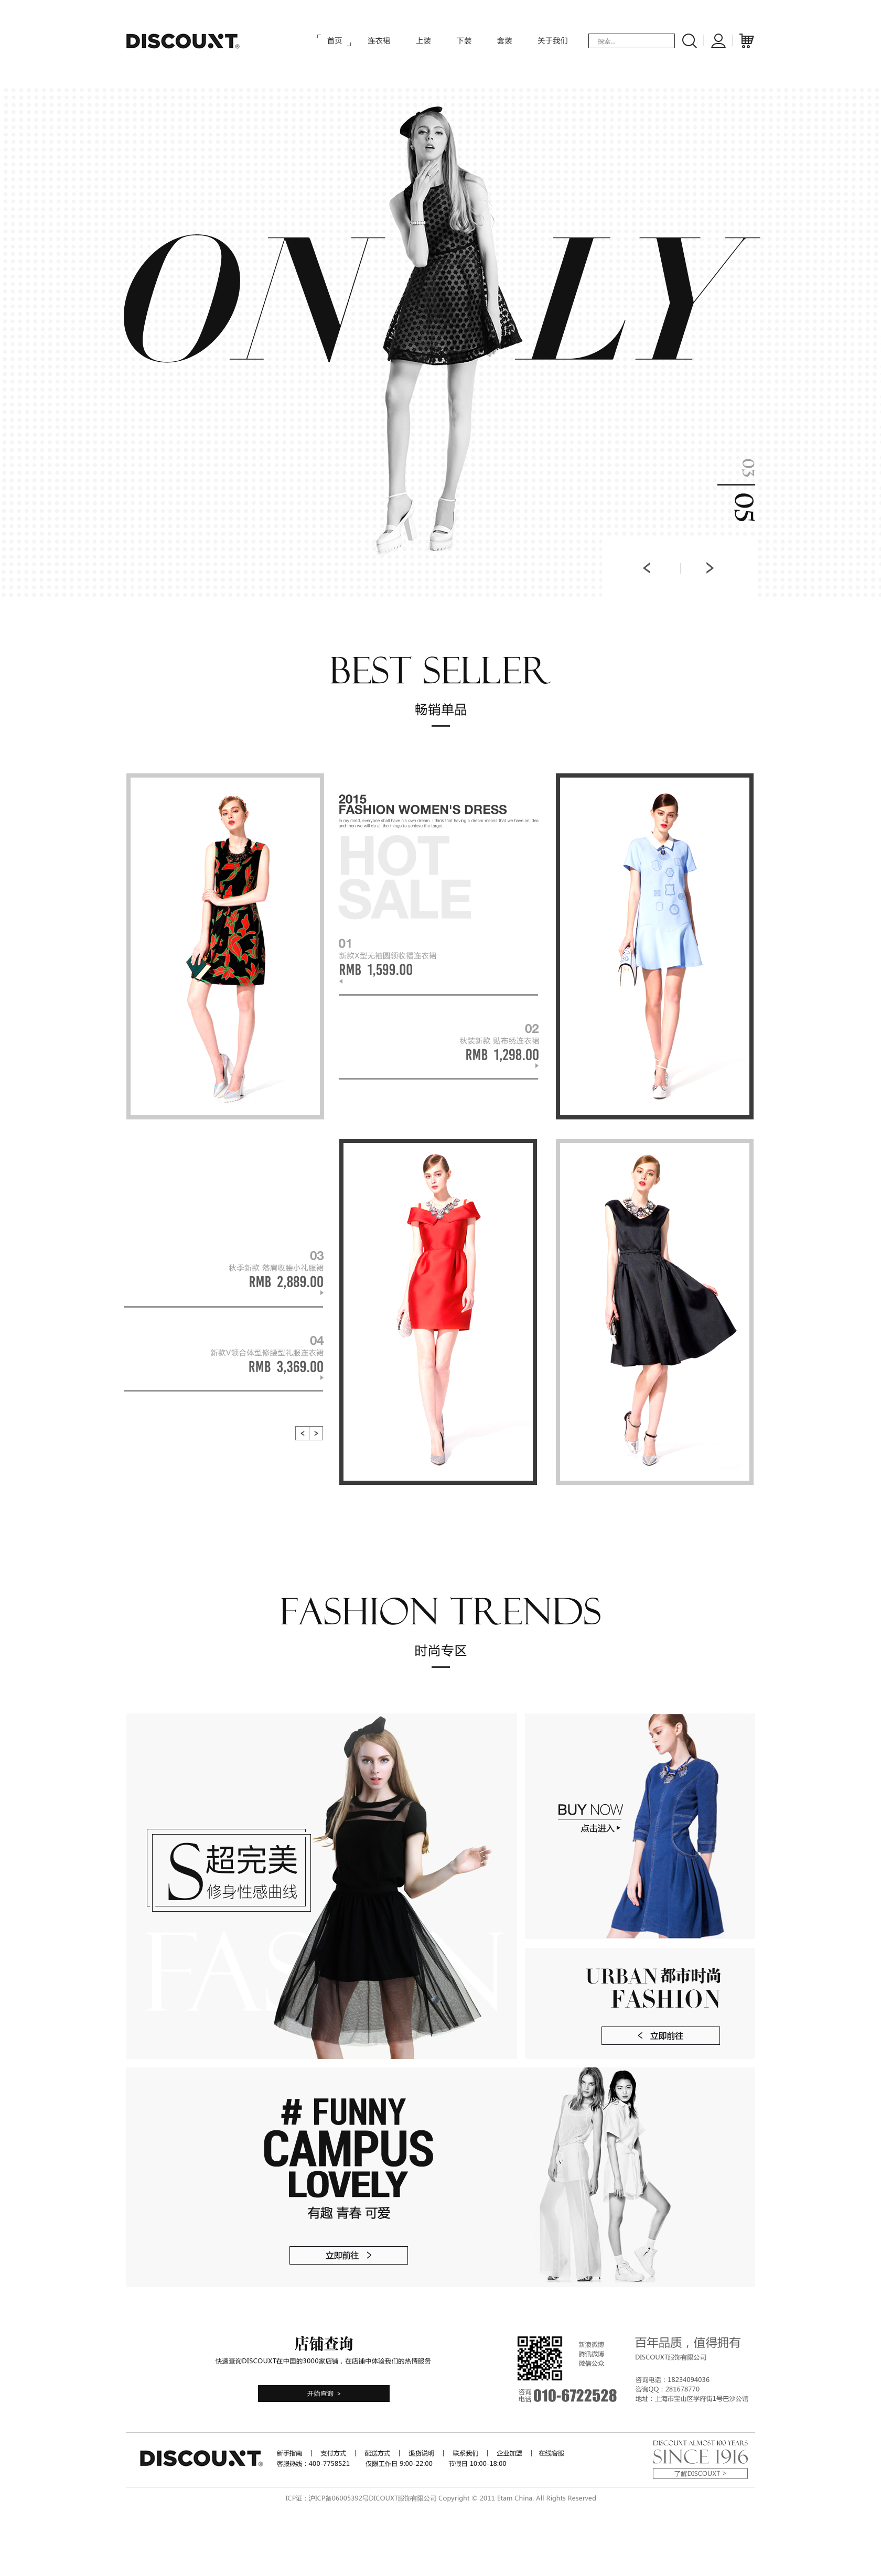 DISCOUXT®
首页 连衣裙 上装 下装 套装 关于我们 探索...
ONLY
03
05
< >
BEST SELLER
畅销单品
2015
FASHION WOMEN'S DRESS
In my mind, everyone shall have his own dream. I think that having a dream means that we have an idea
and then we will do all the things to achieve the target
HOT
SALE
01
新款X型无袖圆领收裙连衣裙
RMB 1,599.00
02
秋装新款 贴布绣连衣裙
RMB 1,298.00
03
秋季新款 落肩收腰小礼服裙
RMB 2,889.00
04
新款V领合体型修腰型礼服连衣裙
RMB 3,369.00
< >
FASHION TRENDS
时尚专区
S超完美
修身性感曲线
FASHION
BUY NOW
点击进入
URBAN 都市时尚
FASHION
< 立即前往
# FUNNY
CAMPUS
LOVELY
有趣 青春 可爱
立即前往 >
店铺查询
快速查询DISCOUXT在中国的3000家店铺，在店铺中体验我们的热情服务
开始查询 >
新浪微博
腾讯微博
微信公众
咨询电话 010-6722528
百年品质，值得拥有
DISCOUXT服饰有限公司
咨询电话：18234094036
咨询QQ：281678770
地址：上海市宝山区学府街1号巴沙公馆
DISCOUXT®
新手指南 | 支付方式 | 配送方式 | 退货说明 | 联系我们 | 企业加盟 | 在线客服
客服热线：400-7758521 仅限工作日 9:00-22:00 节假日 10:00-18:00
DISCOUXT ALMOST 100 YEARS
SINCE 1916
了解DISCOUXT >
ICP证：沪ICP备06005392号DICOUXT服饰有限公司 Copyright © 2011 Etam China. All Rights Reserved